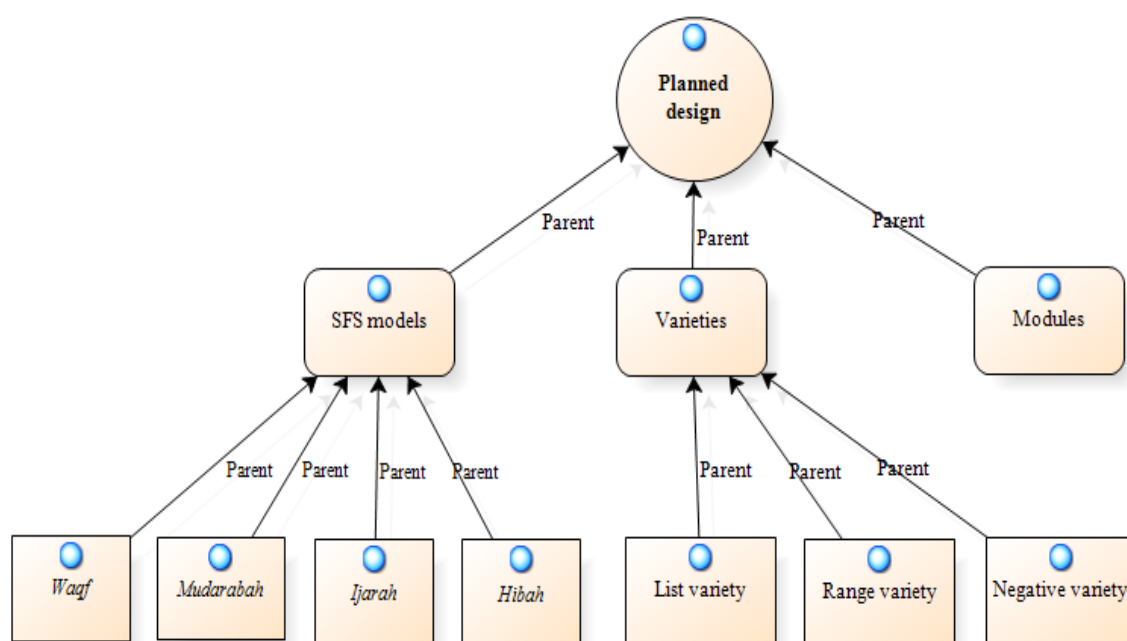 Planned
design
Parent
Parent
Parent
SFS models
Varieties
Modules
Parent
Parent
Parent
Parent
Parent
Parent
Parent
Waqf
Mudarabah
Ijarah
Hibah
List variety
Range variety
Negative variety